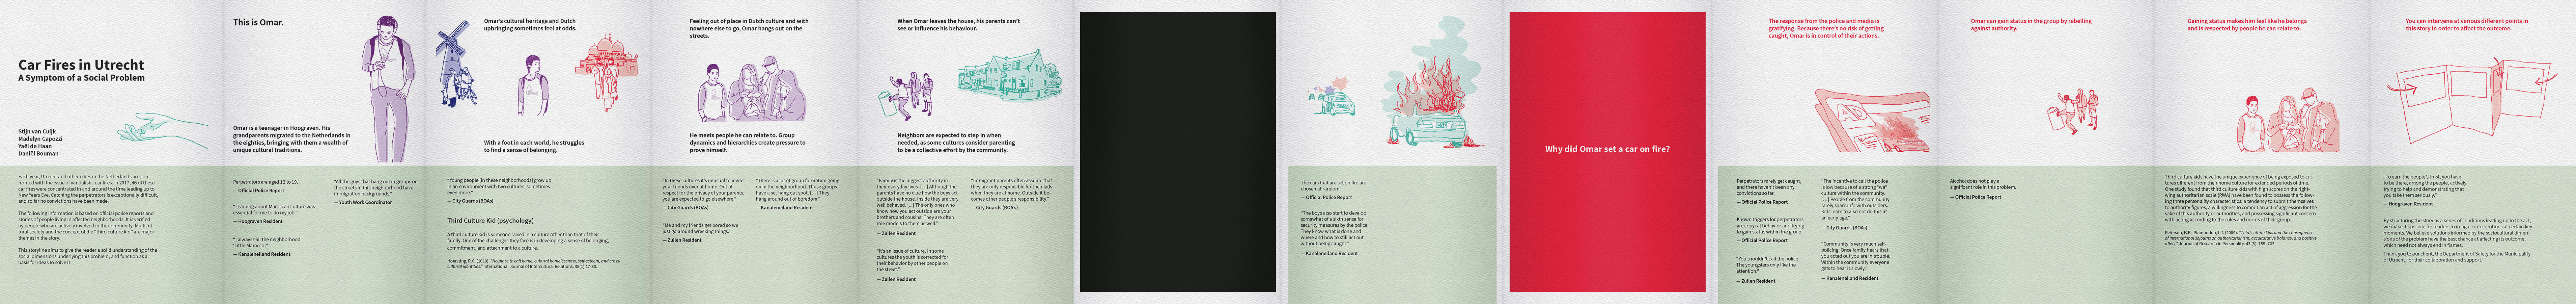 Car Fires in Utrecht
A Symptom of a Social Problem
Stijn van Cuijk
Madelyn Capozzi
Yaël de Haan
Daniël Bouman
Each year, Utrecht and other cities in the Netherlands are con-
fronted with the issue of vandalistic car fires. In 2017, 46 of these
car fires were concentrated in and around the time leading up to
New Years Eve. Catching the perpetrators is exceptionally difficult,
and so far no convictions have been made.
The following information is based on official police reports and
stories of people living in affected neighborhoods. It is verified
by people who are actively involved in the community. Multicul-
tural society and the concept of the "third culture kid" are major
themes in the story.
This storyline aims to give the reader a solid understanding of the
social dimensions underlying this problem, and function as a
basis for ideas to solve it.
This is Omar.
Omar is a teenager in Hoograven. His
grandparents migrated to the Netherlands in
the eighties, bringing with them a wealth of
unique cultural traditions.
Perpetrators are aged 12 to 19.
— Official Police Report
"Learning about Maroccan culture was
essential for me to do my job."
— Hoograven Resident
"I always call the neighborhood
'Little Marocco'."
— Kanaleneiland Resident
"All the guys that hang out in groups on
the streets in this neighborhood have
immigration backgrounds."
— Youth Work Coordinator
Omar's cultural heritage and Dutch
upbringing sometimes feel at odds.
With a foot in each world, he struggles
to find a sense of belonging.
"Young people [in these neighborhoods] grow up
in an environment with two cultures, sometimes
even more."
— City Guards (BOAs)
Third Culture Kid (psychology)
A third culture kid is someone raised in a culture other than that of their
family. One of the challenges they face is in developing a sense of belonging,
commitment, and attachment to a culture.
Hoersting, R.C. (2010). "No place to call home: cultural homelessness, self-esteem, and cross-
cultural identities." International Journal of Intercultural Relations. 35(1):17-30.
Feeling out of place in Dutch culture and with
nowhere else to go, Omar hangs out on the
streets.
He meets people he can relate to. Group
dynamics and hierarchies create pressure to
prove himself.
"In these cultures it's unusual to invite
your friends over at home. Out of
respect for the privacy of your parents,
you are expected to go elsewhere."
— City Guards (BOAs)
"Me and my friends get bored so we
just go around wrecking things."
— Zuilen Resident
"There is a lot of group formation going
on in the neighborhood. Those groups
have a set hang out spot. [...] They
hang around out of boredom."
— Kanaleneiland Resident
When Omar leaves the house, his parents can't
see or influence his behaviour.
Neighbors are expected to step in when
needed, as some cultures consider parenting
to be a collective effort by the community.
"Family is the biggest authority in
their everyday lives. [...] Although the
parents have no clue how the boys act
outside the house. Inside they are very
well behaved. [...] The only ones who
know how you act outside are your
brothers and cousins. They are often
role models to them as well."
— Zuilen Resident
"It's an issue of culture. In some
cultures the youth is corrected for
their behavior by other people on
the street."
— Zuilen Resident
"Immigrant parents often assume that
they are only responsible for their kids
when they are at home. Outside it be-
comes other people's responsibility."
— City Guards (BOA's)
The cars that are set on fire are
chosen at random.
— Official Police Report
"The boys also start to develop
somewhat of a sixth sense for
security measures by the police.
They know what is done and
where and how to still act out
without being caught."
— Kanaleneiland Resident
Why did Omar set a car on fire?
The response from the police and media is
gratifying. Because there's no risk of getting
caught, Omar is in control of their actions.
AD
Perpetrators rarely get caught,
and there haven't been any
convictions so far.
— Official Police Report
Known triggers for perpetrators
are copycat behavior and trying
to gain status within the group.
— Official Police Report
"You shouldn't call the police.
The youngsters only like the
attention."
— Zuilen Resident
"The incentive to call the police
is low because of a strong "we"
culture within the community.
[...] People from the community
rarely share info with outsiders.
Kids learn to also not do this at
an early age."
— City Guards (BOAs)
"Community is very much self-
policing. Once family hears that
you acted out you are in trouble.
Within the community everyone
gets to hear it slowly."
— Kanaleneiland Resident
Omar can gain status in the group by rebelling
against authority.
Alcohol does not play a
significant role in this problem.
— Official Police Report
Gaining status makes him feel like he belongs
and is respected by people he can relate to.
Third culture kids have the unique experience of being exposed to cul-
tures different from their home culture for extended periods of time.
One study found that third culture kids with high scores on the right-
wing authoritarian scale (RWA) have been found to possess the follow-
ing three personality characteristics: a tendency to submit themselves
to authority figures, a willingness to commit an act of aggression for the
sake of this authority or authorities, and possessing significant concern
with acting according to the rules and norms of their group.
Peterson, B.E.; Plamondon, L.T. (2009). "Third culture kids and the consequence
of international sojourns on authoritarianism, acculturative balance, and positive
affect". Journal of Research in Personality. 43 (5): 755–763
You can intervene at various different points in
this story in order to affect the outcome.
"To earn the people's trust, you have
to be there, among the people, actively
trying to help and demonstrating that
you take them seriously."
— Hoograven Resident
By structuring the story as a series of conditions leading up to the act,
we make it possible for readers to imagine interventions at certain key
moments. We believe solutions informed by the sociocultural dimen-
sions of the problem have the best chance at affecting its outcome,
which need not always end in flames.
Thank you to our client, the Department of Safety for the Municipality
of Utrecht, for their collaboration and support.